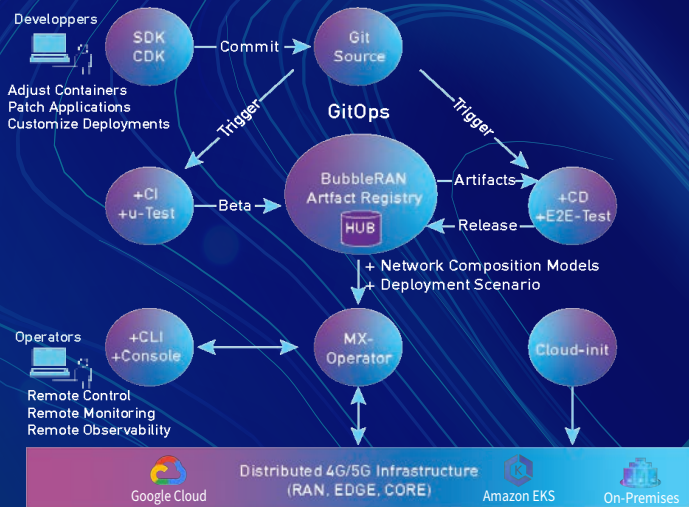 Developpers
SDK
CDK
Commit
Git
Source
Adjust Containers
Patch Applications
Customize Deployments
Trigger
GitOps
Trigger
+CI
+u-Test
Beta
BubbleRAN
Artfact Registry
HUB
Artifacts
Release
+CD
+E2E-Test
+ Network Composition Models
+ Deployment Scenario
Operators
+CLI
+Console
MX-
Operator
Cloud-init
Remote Control
Remote Monitoring
Remote Observability
Google Cloud
Distributed 4G/5G Infrastructure
(RAN, EDGE, CORE)
Amazon EKS
On-Premises